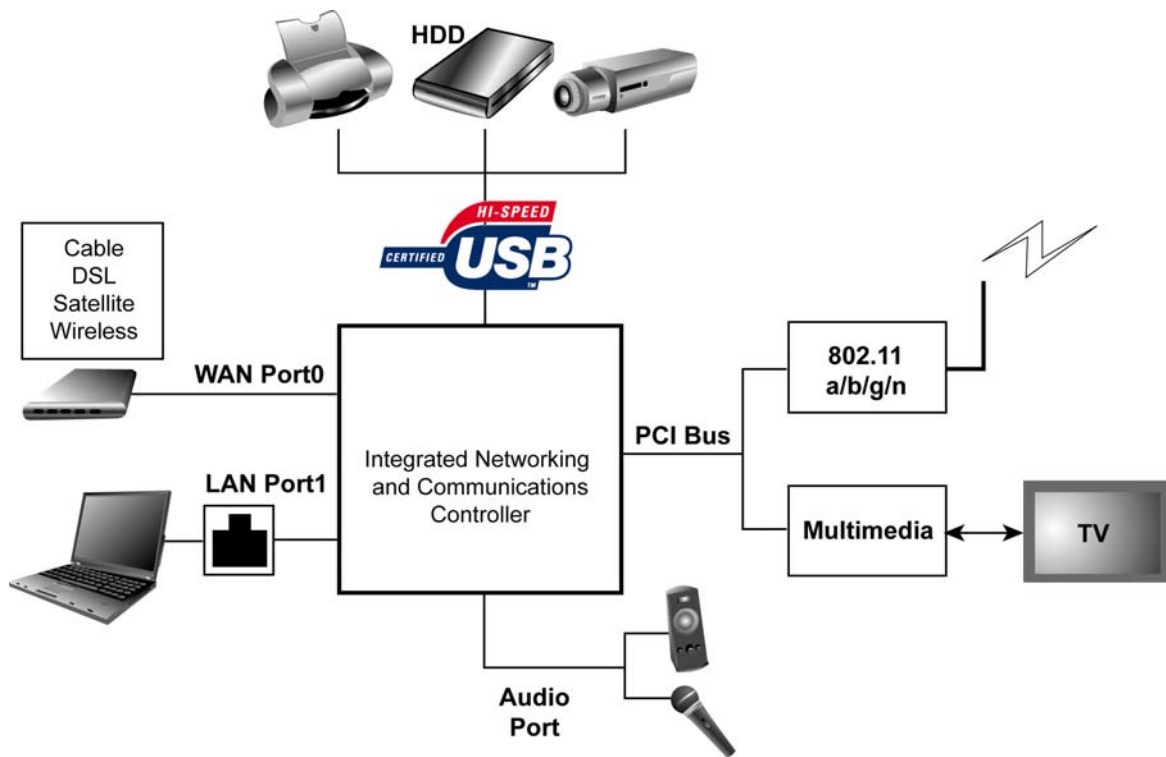 HDD
HI-SPEED
CERTIFIED
USB
TM
Cable
DSL
Satellite
Wireless
WAN Port0
802.11
a/b/g/n
PCI Bus
Integrated Networking
and Communications
Controller
LAN Port1
Multimedia
TV
Audio
Port